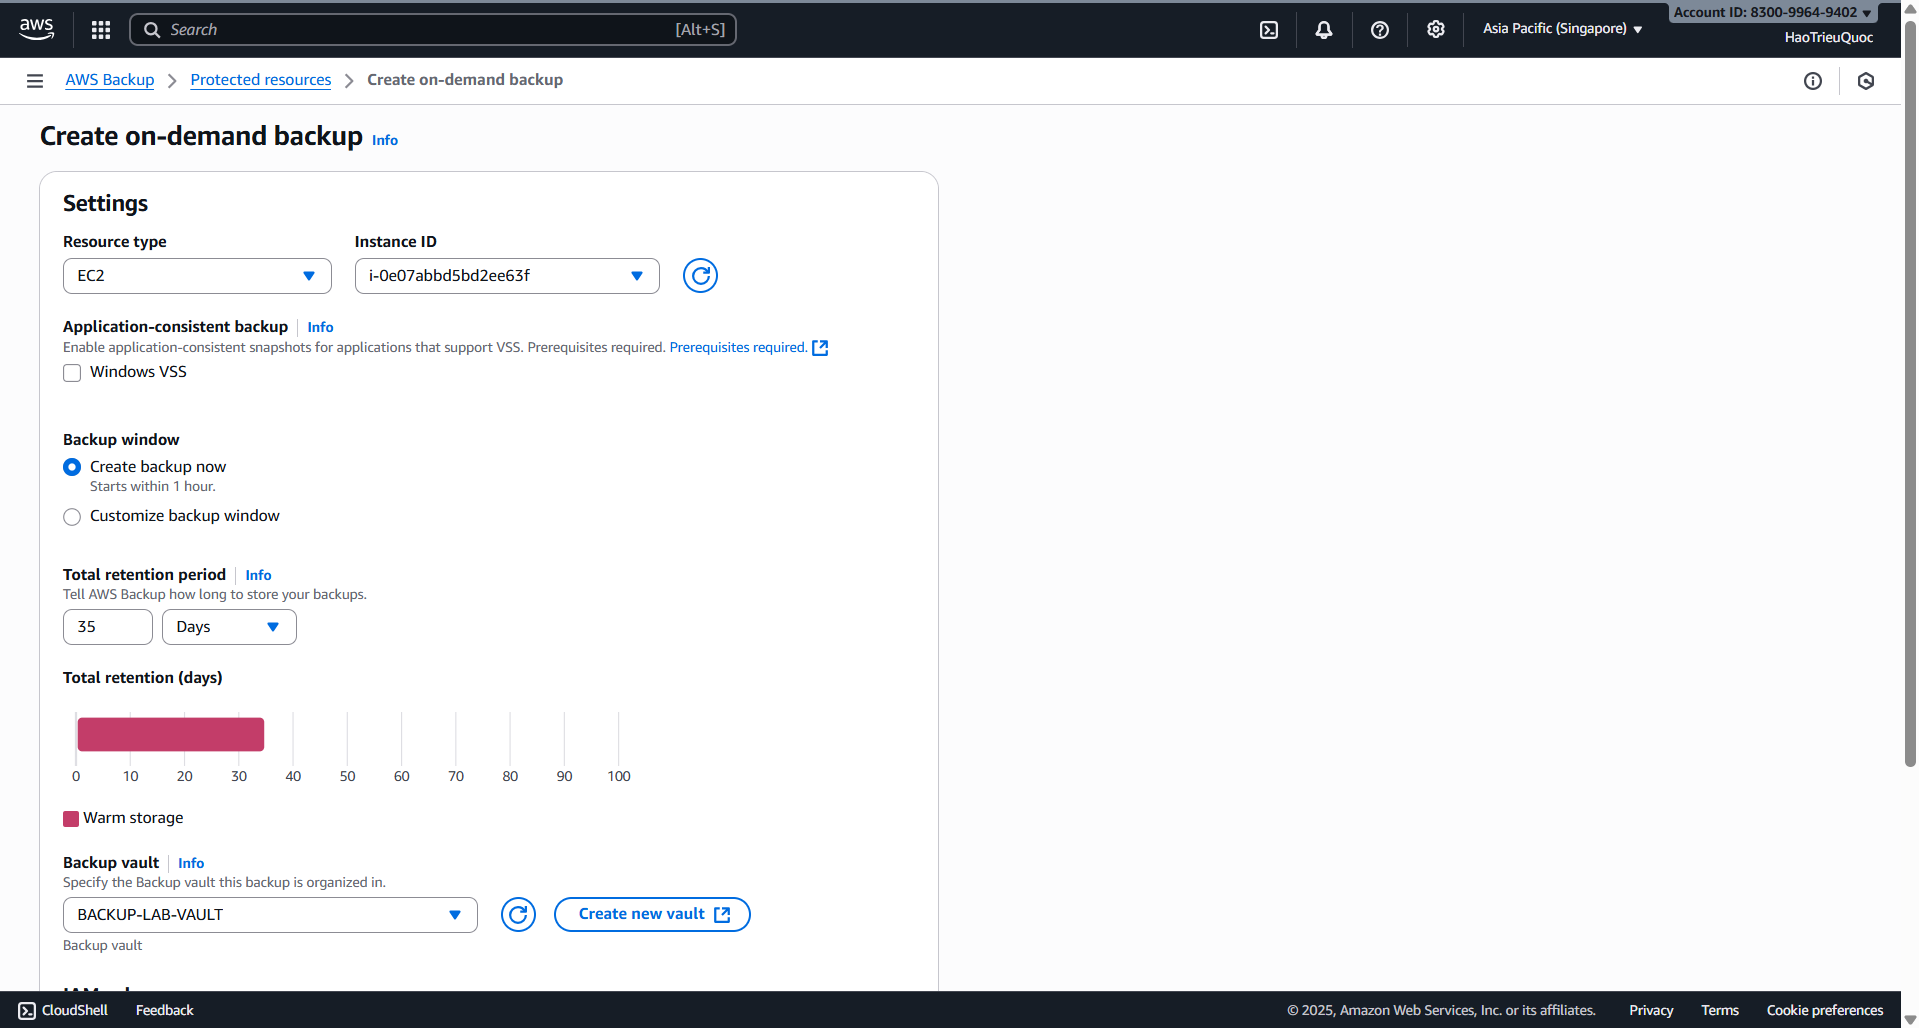 aws
Search [Alt+S]
Asia Pacific (Singapore)
Account ID: 8300-9964-9402
HaoTrieuQuoc
AWS Backup
Protected resources
Create on-demand backup
Create on-demand backup Info
Settings
Resource type
EC2
Instance ID
i-0e07abbd5bd2ee63f
Application-consistent backup Info
Enable application-consistent snapshots for applications that support VSS. Prerequisites required. Prerequisites required.
Windows VSS
Backup window
Create backup now
Starts within 1 hour.
Customize backup window
Total retention period Info
Tell AWS Backup how long to store your backups.
35 Days
Total retention (days)
0 10 20 30 40 50 60 70 80 90 100
Warm storage
Backup vault Info
Specify the Backup vault this backup is organized in.
BACKUP-LAB-VAULT
Create new vault
Backup vault
CloudShell Feedback
© 2025, Amazon Web Services, Inc. or its affiliates. Privacy Terms Cookie preferences